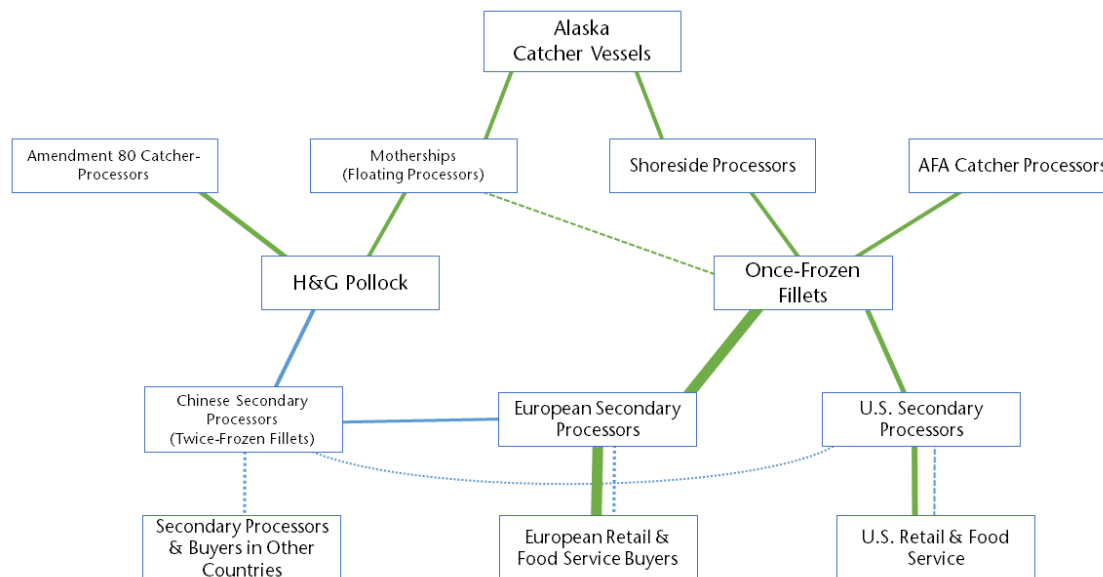 Alaska
Catcher Vessels
Amendment 80 Catcher-
Processors
Motherships
(Floating Processors)
Shoreside Processors
AFA Catcher Processors
H&G Pollock
Once-Frozen
Fillets
Chinese Secondary
Processors
(Twice-Frozen Fillets)
European Secondary
Processors
U.S. Secondary
Processors
Secondary Processors
& Buyers in Other
Countries
European Retail &
Food Service Buyers
U.S. Retail & Food
Service